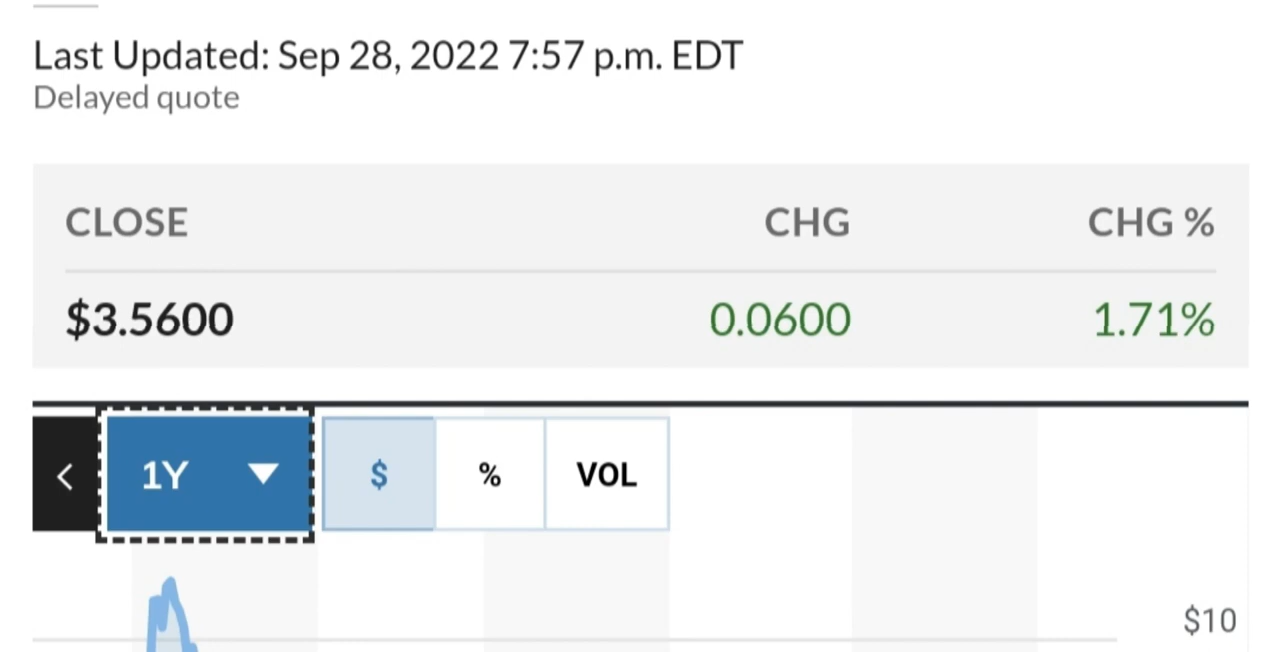 Last Updated: Sep 28, 2022 7:57 p.m. EDT
Delayed quote
CLOSE CHG CHG %
$3.5600 0.0600 1.71%
1Y $ % VOL
$10